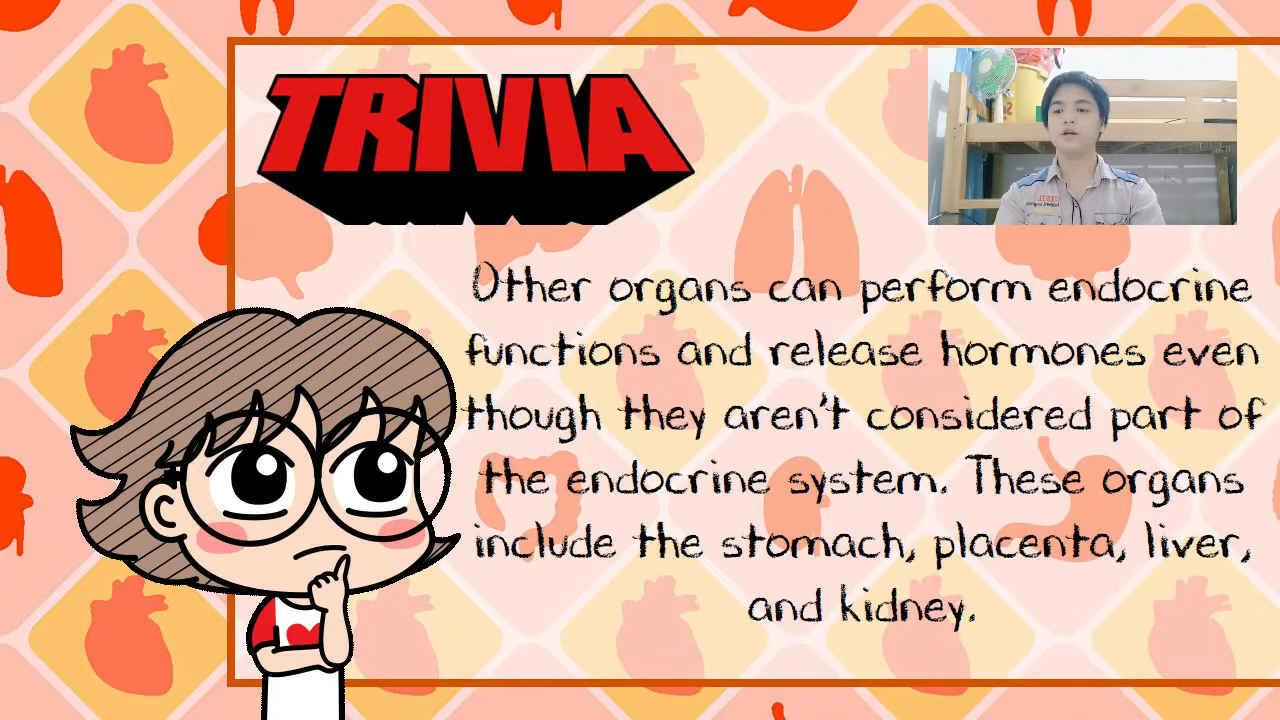 TRIVIA
Other organs can perform endocrine
functions and release hormones even
though they aren't considered part of
the endocrine system. These organs
include the stomach, placenta, liver,
and kidney.